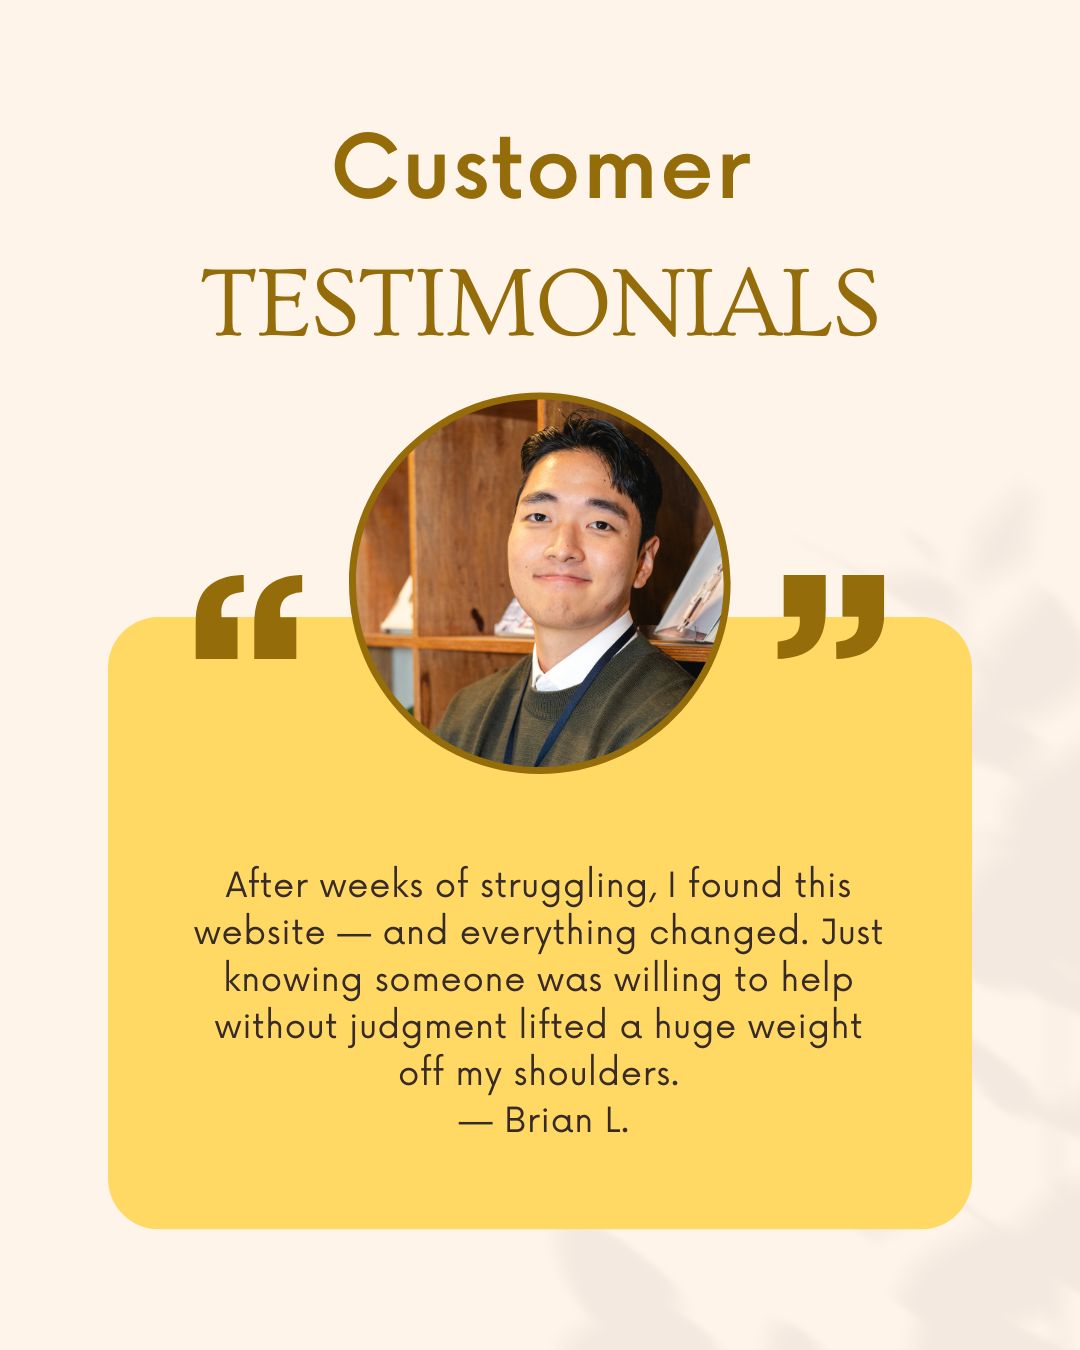 Customer
TESTIMONIALS
“ ”
After weeks of struggling, I found this
website — and everything changed. Just
knowing someone was willing to help
without judgment lifted a huge weight
off my shoulders.
— Brian L.